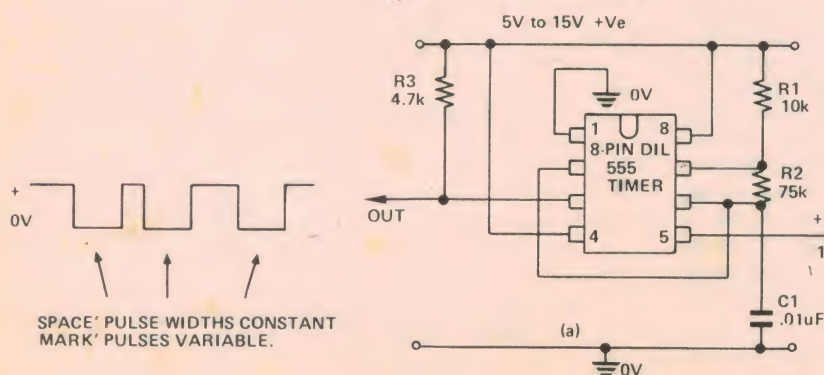 5V to 15V +Ve
R3
4.7k
0V
R1
10k
1 8
8-PIN DIL
555
TIMER
R2
75k
+
0V
OUT
4 5
+
1
SPACE' PULSE WIDTHS CONSTANT
MARK' PULSES VARIABLE.
(a)
C1
.01uF
0V